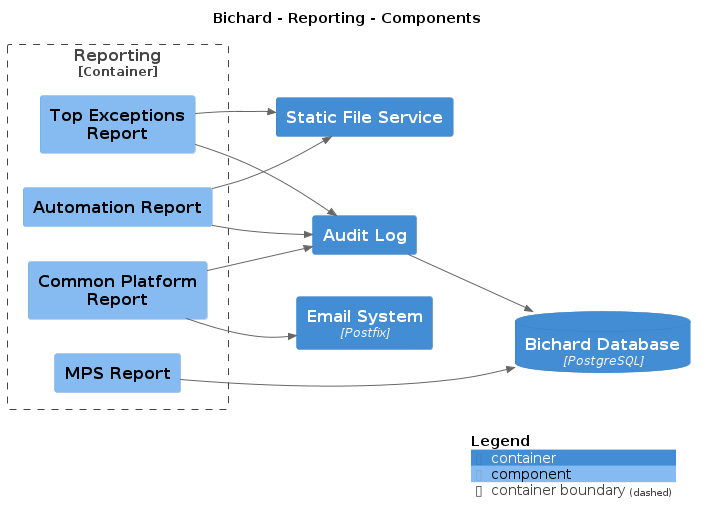 Bichard - Reporting - Components
Reporting
[Container]
Top Exceptions
Report
Static File Service
Automation Report
Audit Log
Common Platform
Report
Email System
[Postfix]
Bichard Database
[PostgreSQL]
MPS Report
Legend
container
component
container boundary (dashed)